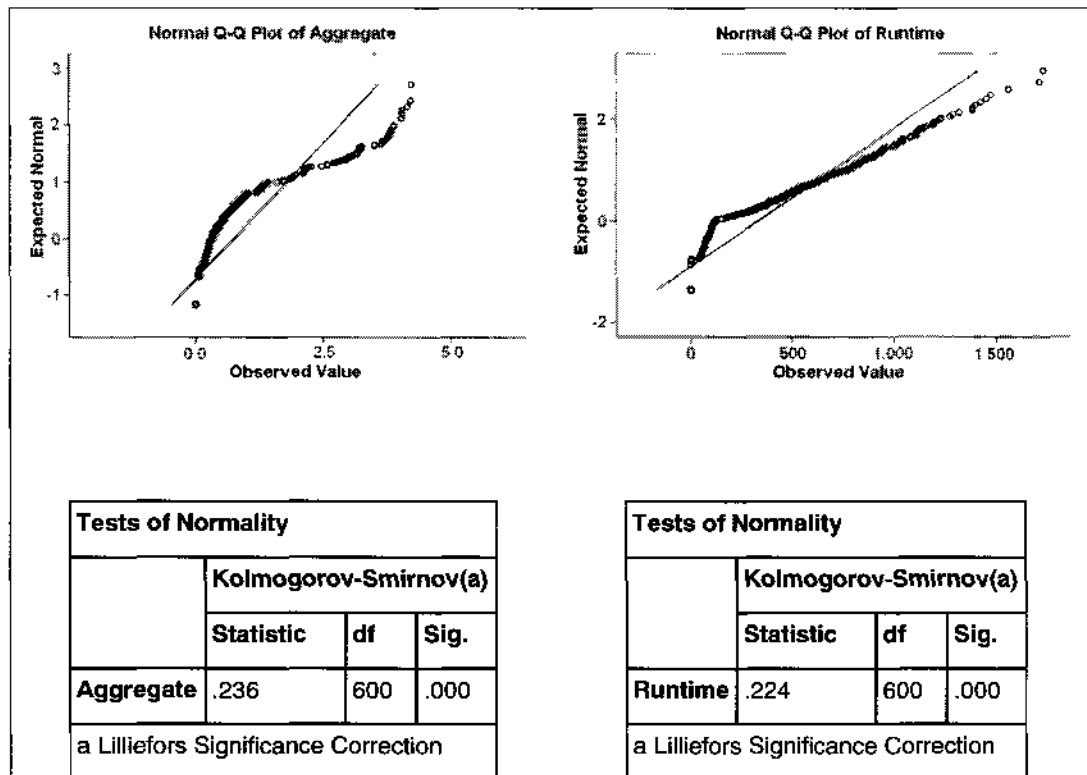 Normal Q-Q Plot of Aggregate
3
2
1
0
-1
Expected Normal
0.0 2.5 5.0
Observed Value
Normal Q-Q Plot of Runtime
2
0
-2
Expected Normal
0 500 1.000 1 500
Observed Value
Tests of Normality
Kolmogorov-Smirnov(a)
Statistic df Sig.
Aggregate .236 600 .000
a Lilliefors Significance Correction
Tests of Normality
Kolmogorov-Smirnov(a)
Statistic df Sig.
Runtime .224 600 .000
a Lilliefors Significance Correction